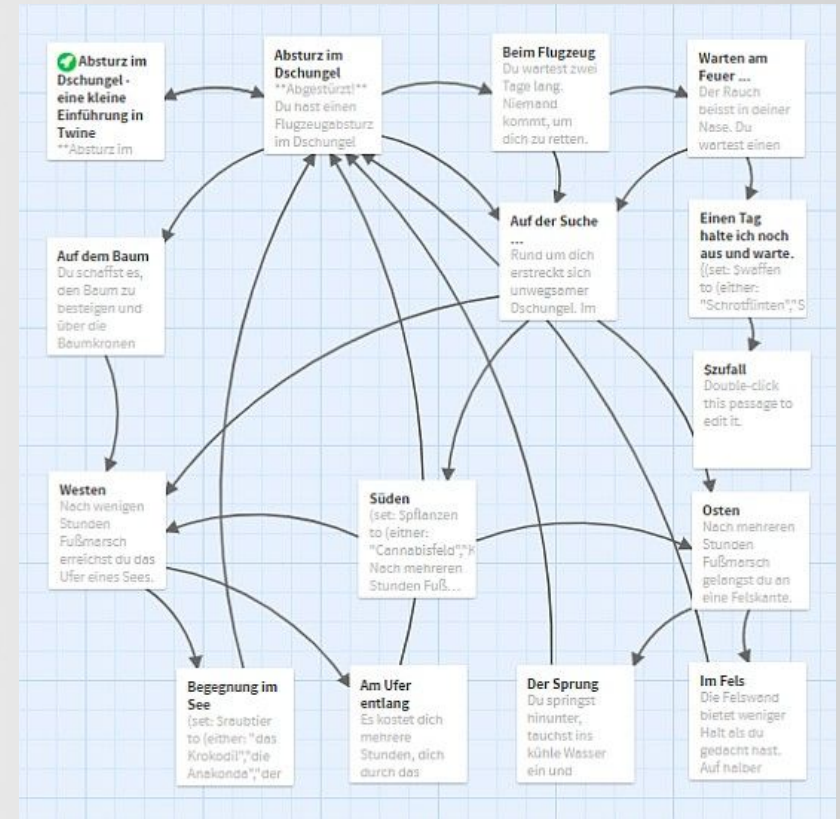 Absturz im
Dschungel -
eine kleine
Einführung in
Twine
**Absturz im
Absturz im
Dschungel
**Abgestürzt!**
Du hast einen
Flugzeugabsturz
im Dschungel
Beim Flugzeug
Du wartest zwei
Tage lang.
Niemand
kommt, um
dich zu retten.
Warten am
Feuer ...
Der Rauch
beisst in deiner
Nase. Du
wartest einen
Auf dem Baum
Du schaffst es,
den Baum zu
besteigen und
über die
Baumkronen
Auf der Suche
...
Rund um dich
erstreckt sich
unwegsamer
Dschungel. Im
Einen Tag
halte ich noch
aus und warte.
{(set: $waffen
to (either:
"Schrotflinten","S
$zufall
Double-click
this passage to
edit it.
Westen
Nach wenigen
Stunden
Fußmarsch
erreichst du das
Ufer eines Sees.
Süden
(set: $pflanzen
to (either:
"Cannabisfeld","K
Nach mehreren
Stunden Fuß...
Osten
Nach mehreren
Stunden
Fußmarsch
gelangst du an
eine Felskante.
Begegnung im
See
(set: $raubtier
to (either: "das
Krokodil","die
Anakonda","der
Am Ufer
entlang
Es kostet dich
mehrere
Stunden, dich
durch das
Der Sprung
Du springst
hinunter,
tauchst ins
kühle Wasser
ein und
Im Fels
Die Felswand
bietet weniger
Halt als du
gedacht hast.
Auf halber